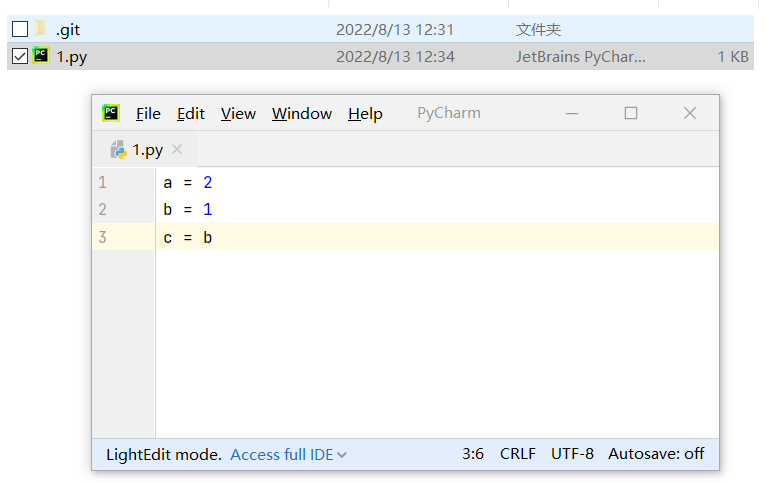 .git 2022/8/13 12:31 文件夹
1.py 2022/8/13 12:34 JetBrains PyChar... 1 KB
PC File Edit View Window Help PyCharm
1.py
1 a = 2
2 b = 1
3 c = b
LightEdit mode. Access full IDE 3:6 CRLF UTF-8 Autosave: off